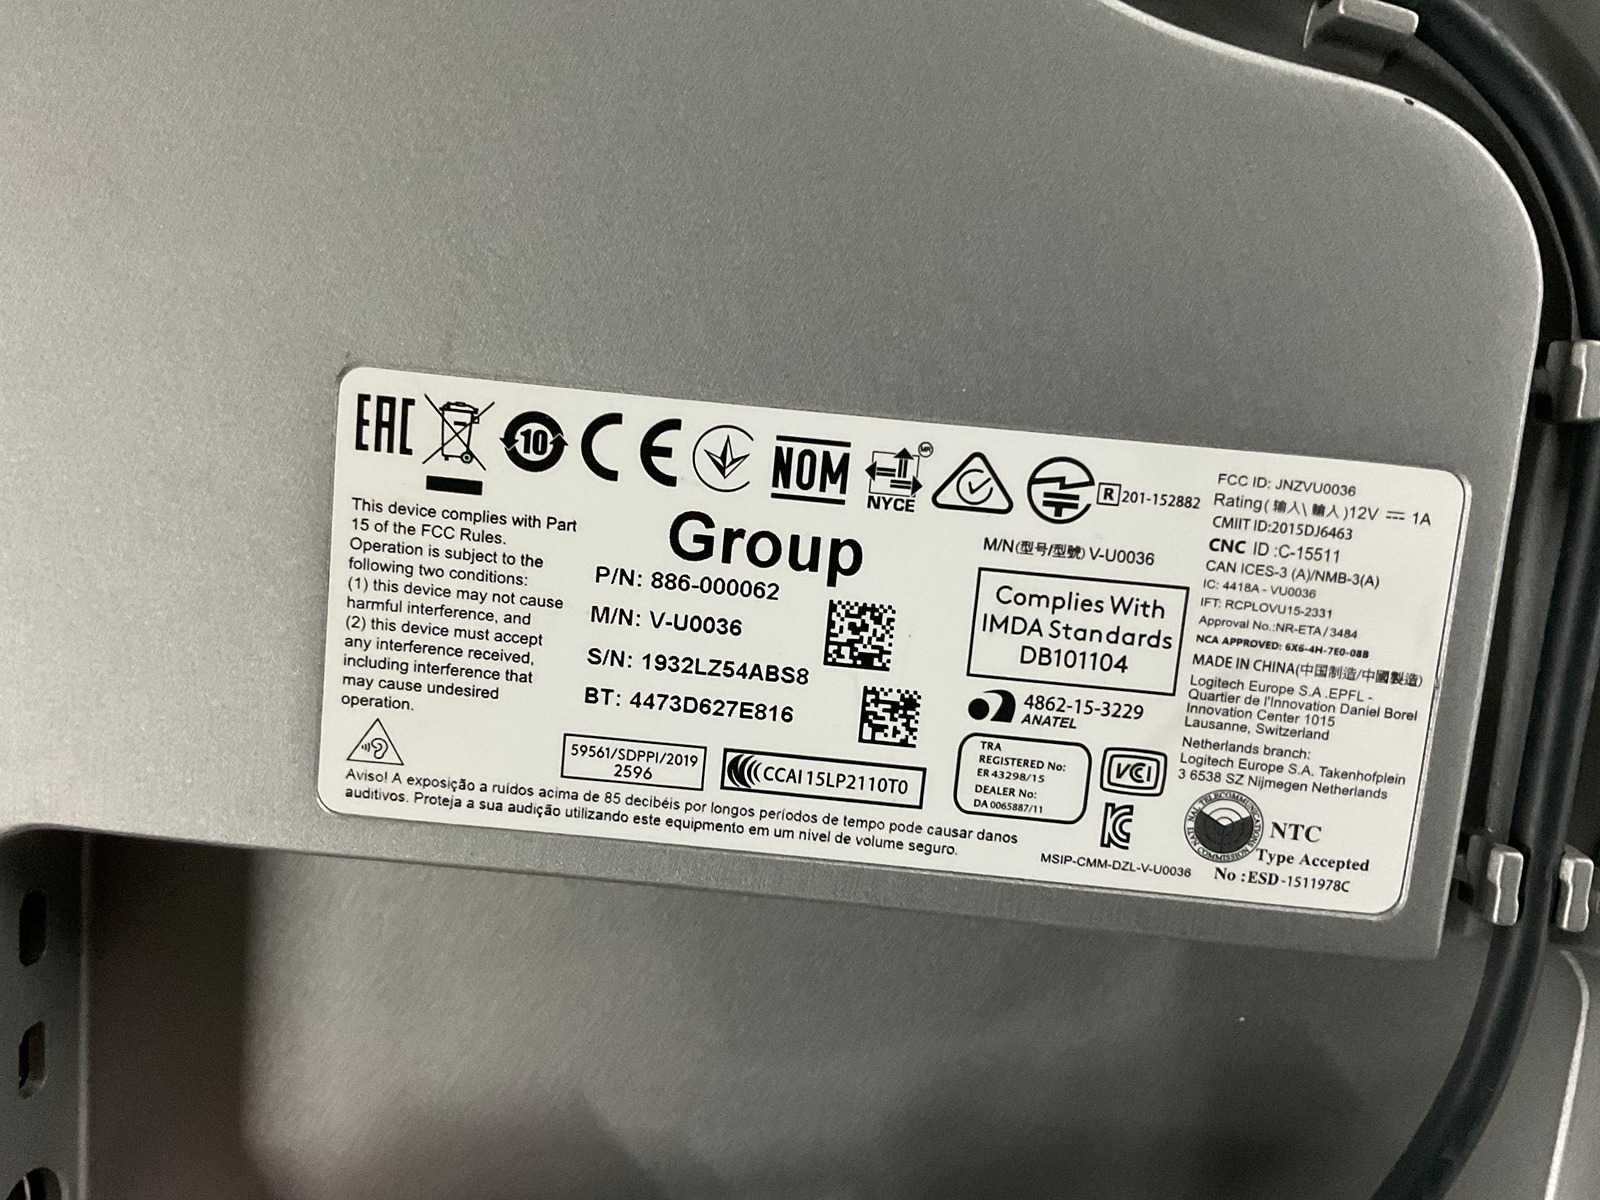 EAC
10
CE
NOM
NYCE
MR
R 201-152882
This device complies with Part
15 of the FCC Rules.
Operation is subject to the
following two conditions:
(1) this device may not cause
harmful interference, and
(2) this device must accept
any interference received,
including interference that
may cause undesired
operation.
Group
P/N: 886-000062
M/N: V-U0036
S/N: 1932LZ54ABS8
BT: 4473D627E816
59561/SDPPI/2019
2596
CCAI15LP2110T0
Aviso! A exposição a ruídos acima de 85 decibéis por longos períodos de tempo pode causar danos
auditivos. Proteja a sua audição utilizando este equipmento em um nivel de volume seguro.
M/N(型号/型號) V-U0036
Complies With
IMDA Standards
DB101104
4862-15-3229
ANATEL
TRA
REGISTERED No:
ER 43298/15
DEALER No:
DA 0065887/11
VCI
MSIP-CMM-DZL-V-U0036
FCC ID: JNZVU0036
Rating(输入\輸入)12V ⎓ 1A
CMIIT ID:2015DJ6463
CNC ID :C-15511
CAN ICES-3 (A)/NMB-3(A)
IC: 4418A - VU0036
IFT: RCPLOVU15-2331
Approval No.:NR-ETA / 3484
NCA APPROVED: 6X6-4H-7E0-08B
MADE IN CHINA(中国制造/中國製造)
Logitech Europe S.A .EPFL -
Quartier de l'Innovation Daniel Borel
Innovation Center 1015
Lausanne, Switzerland
Netherlands branch:
Logitech Europe S.A. Takenhofplein
3 6538 SZ Nijmegen Netherlands
NAL TELECOMMUNICATIONS COMMISSION
NTC
Type Accepted
No :ESD-1511978C